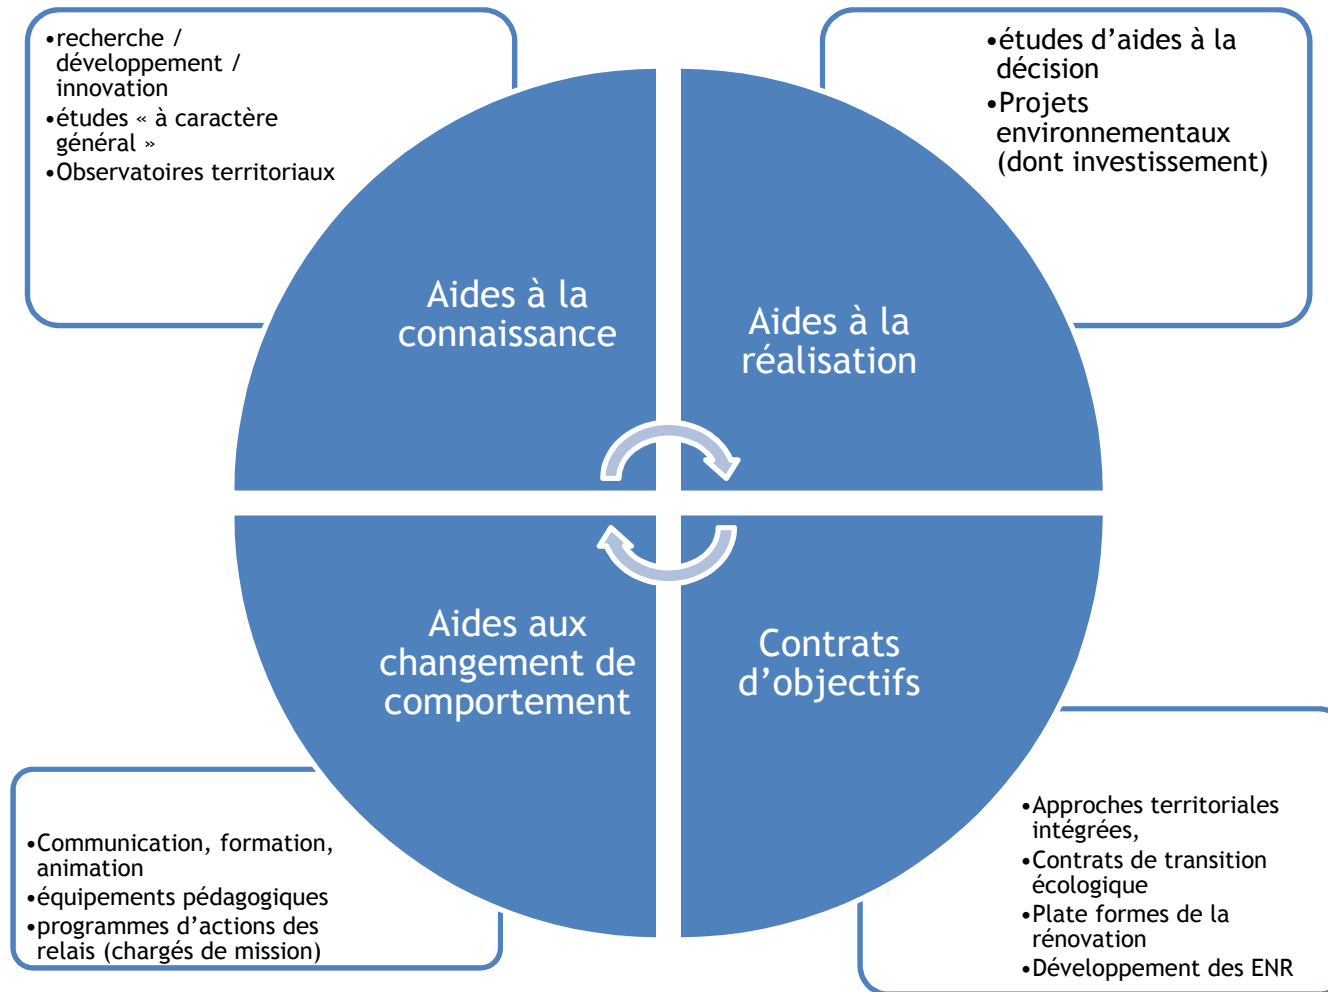 •recherche /
développement /
innovation
•études « à caractère
général »
•Observatoires territoriaux
•études d’aides à la
décision
•Projets
environnementaux
(dont investissement)
Aides à la
connaissance
Aides à la
réalisation
Aides aux
changement de
comportement
Contrats
d’objectifs
•Communication, formation,
animation
•équipements pédagogiques
•programmes d’actions des
relais (chargés de mission)
•Approches territoriales
intégrées,
•Contrats de transition
écologique
•Plate formes de la
rénovation
•Développement des ENR